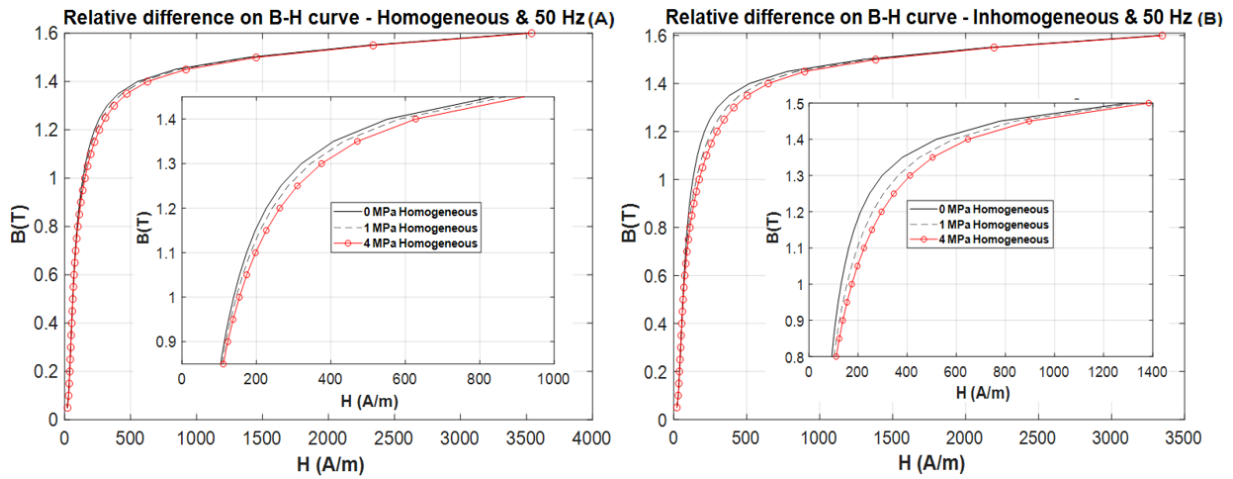 Relative difference on B-H curve - Homogeneous & 50 Hz (A)
1.6
1.4
1.2
1
0.8
0.6
0.4
0.2
0
B(T)
0 500 1000 1500 2000 2500 3000 3500 4000
H (A/m)
1.4
1.3
1.2
1.1
1
0.9
B(T)
0 200 400 600 800 1000
H (A/m)
0 MPa Homogeneous
1 MPa Homogeneous
4 MPa Homogeneous
Relative difference on B-H curve - Inhomogeneous & 50 Hz (B)
1.6
1.4
1.2
1
0.8
0.6
0.4
0.2
0
B(T)
0 500 1000 1500 2000 2500 3000 3500
H (A/m)
1.5
1.4
1.3
1.2
1.1
1
0.9
0.8
B(T)
0 200 400 600 800 1000 1200 1400
H (A/m)
0 MPa Homogeneous
1 MPa Homogeneous
4 MPa Homogeneous